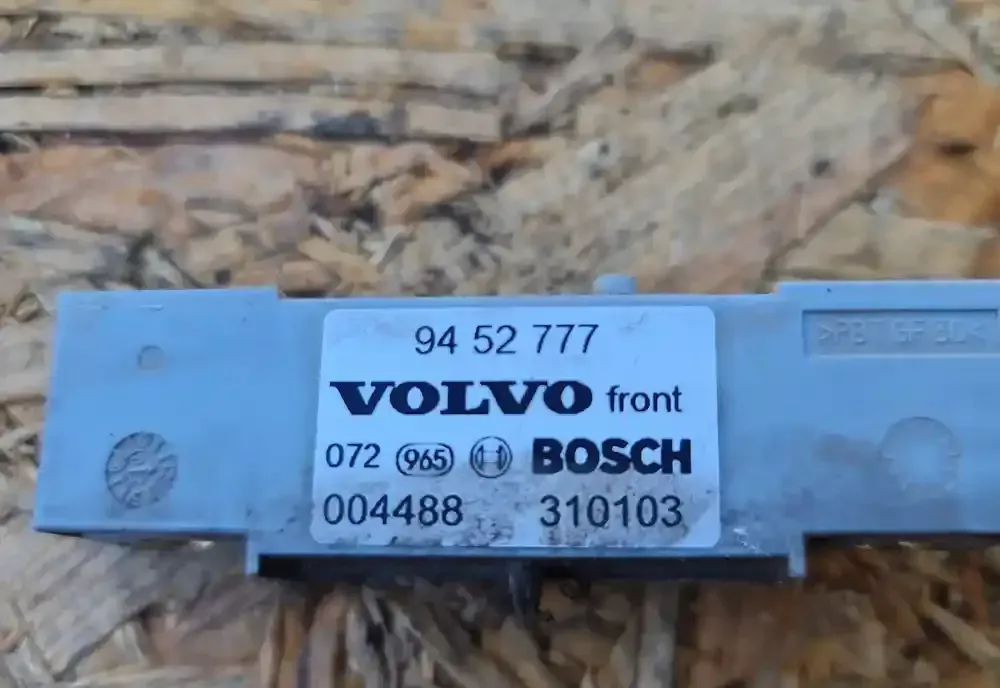 94 52 777
VOLVO front
072 965 BOSCH
004488 310103